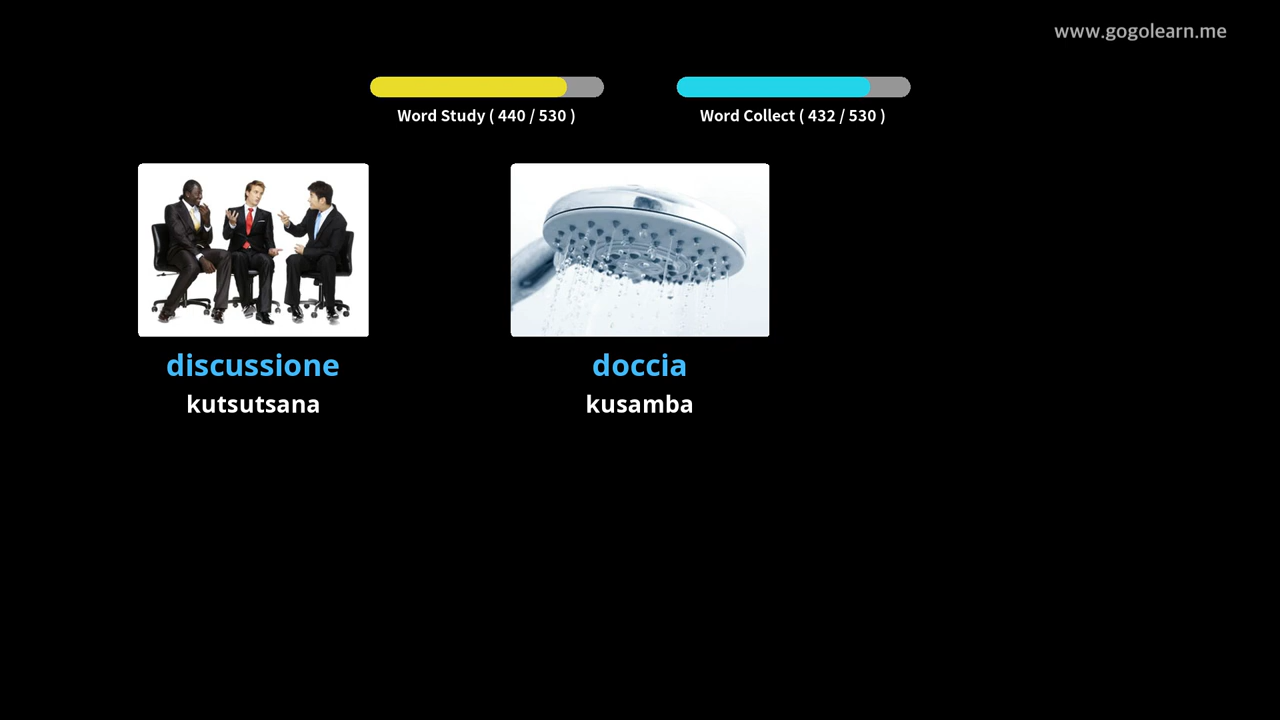 www.gogolearn.me
Word Study ( 440 / 530 )
Word Collect ( 432 / 530 )
discussione
kutsutsana
doccia
kusamba